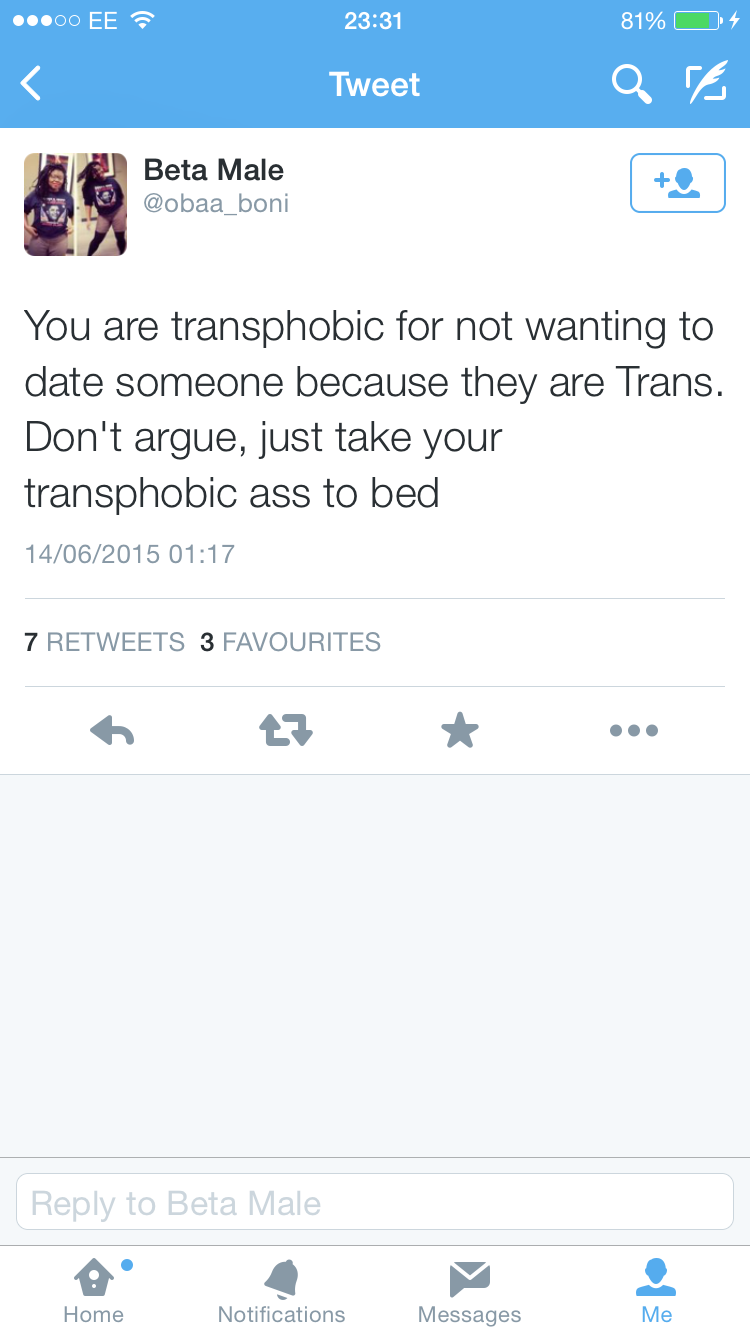 EE 23:31 81%
Tweet
Beta Male
@obaa_boni
You are transphobic for not wanting to
date someone because they are Trans.
Don't argue, just take your
transphobic ass to bed
14/06/2015 01:17
7 RETWEETS 3 FAVOURITES
Reply to Beta Male
Home Notifications Messages Me